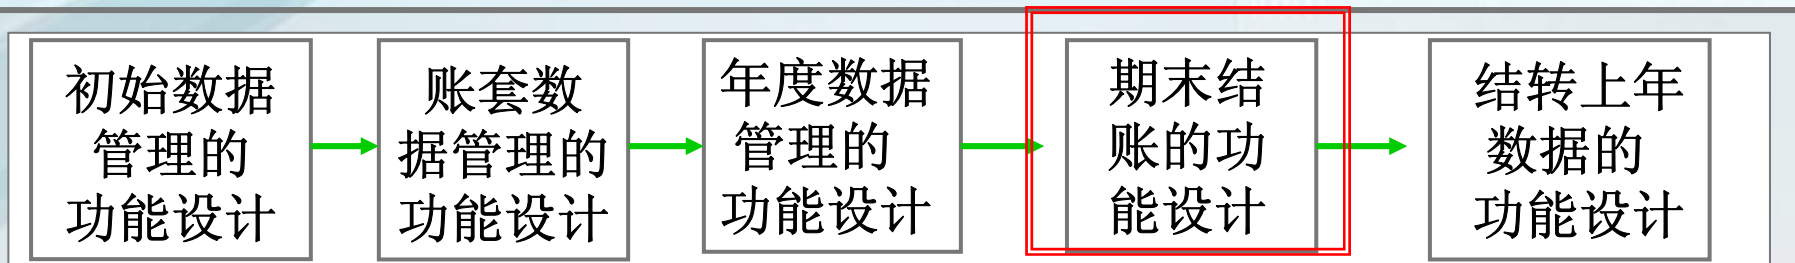 初始数据
管理的
功能设计
账套数
据管理的
功能设计
年度数据
管理的
功能设计
期末结
账的功
能设计
结转上年
数据的
功能设计